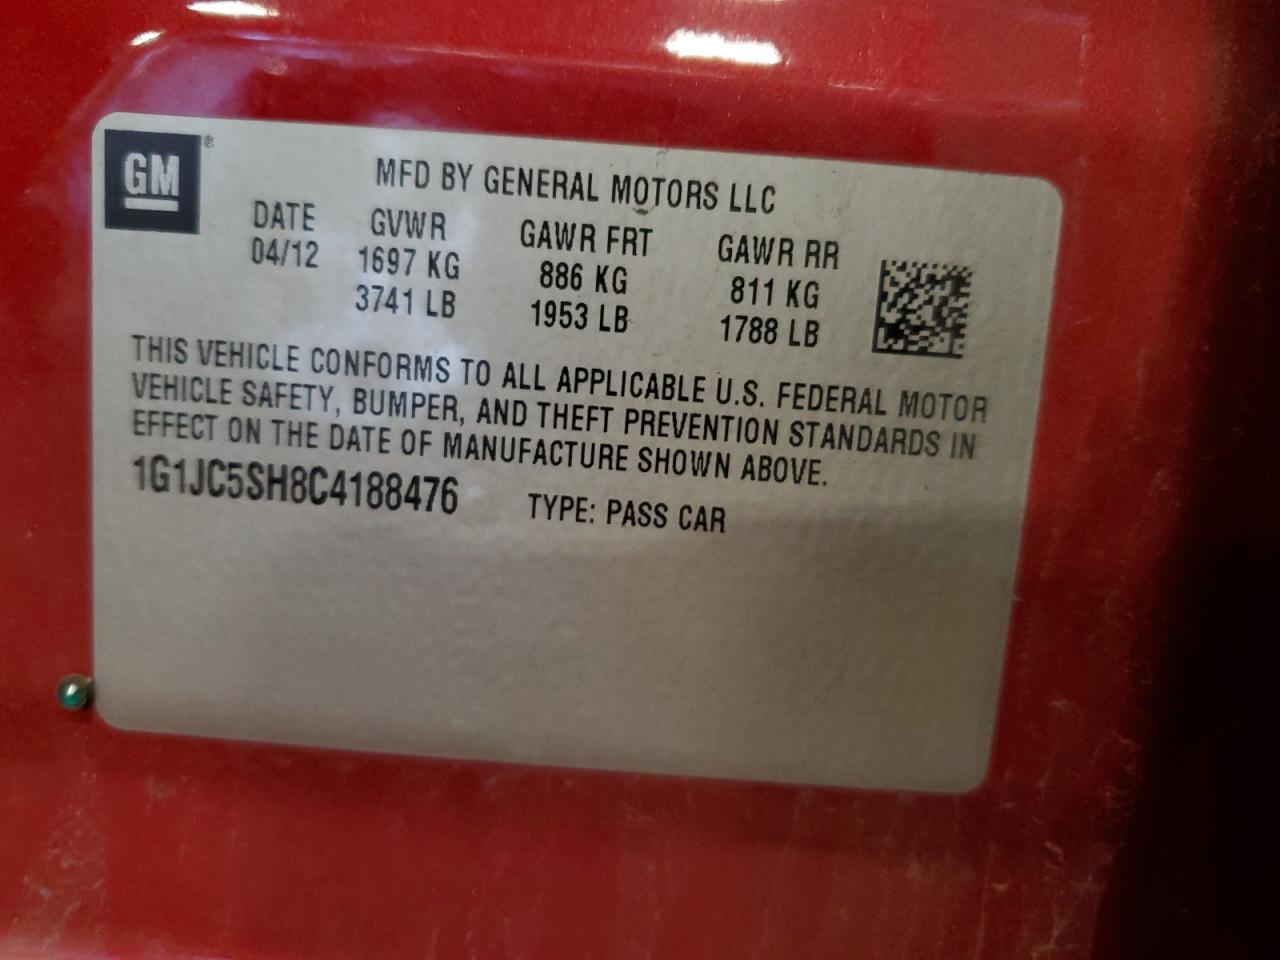 GM®
MFD BY GENERAL MOTORS LLC
DATE GVWR GAWR FRT GAWR RR
04/12 1697 KG 886 KG 811 KG
3741 LB 1953 LB 1788 LB
THIS VEHICLE CONFORMS TO ALL APPLICABLE U.S. FEDERAL MOTOR
VEHICLE SAFETY, BUMPER, AND THEFT PREVENTION STANDARDS IN
EFFECT ON THE DATE OF MANUFACTURE SHOWN ABOVE.
1G1JC5SH8C4188476 TYPE: PASS CAR